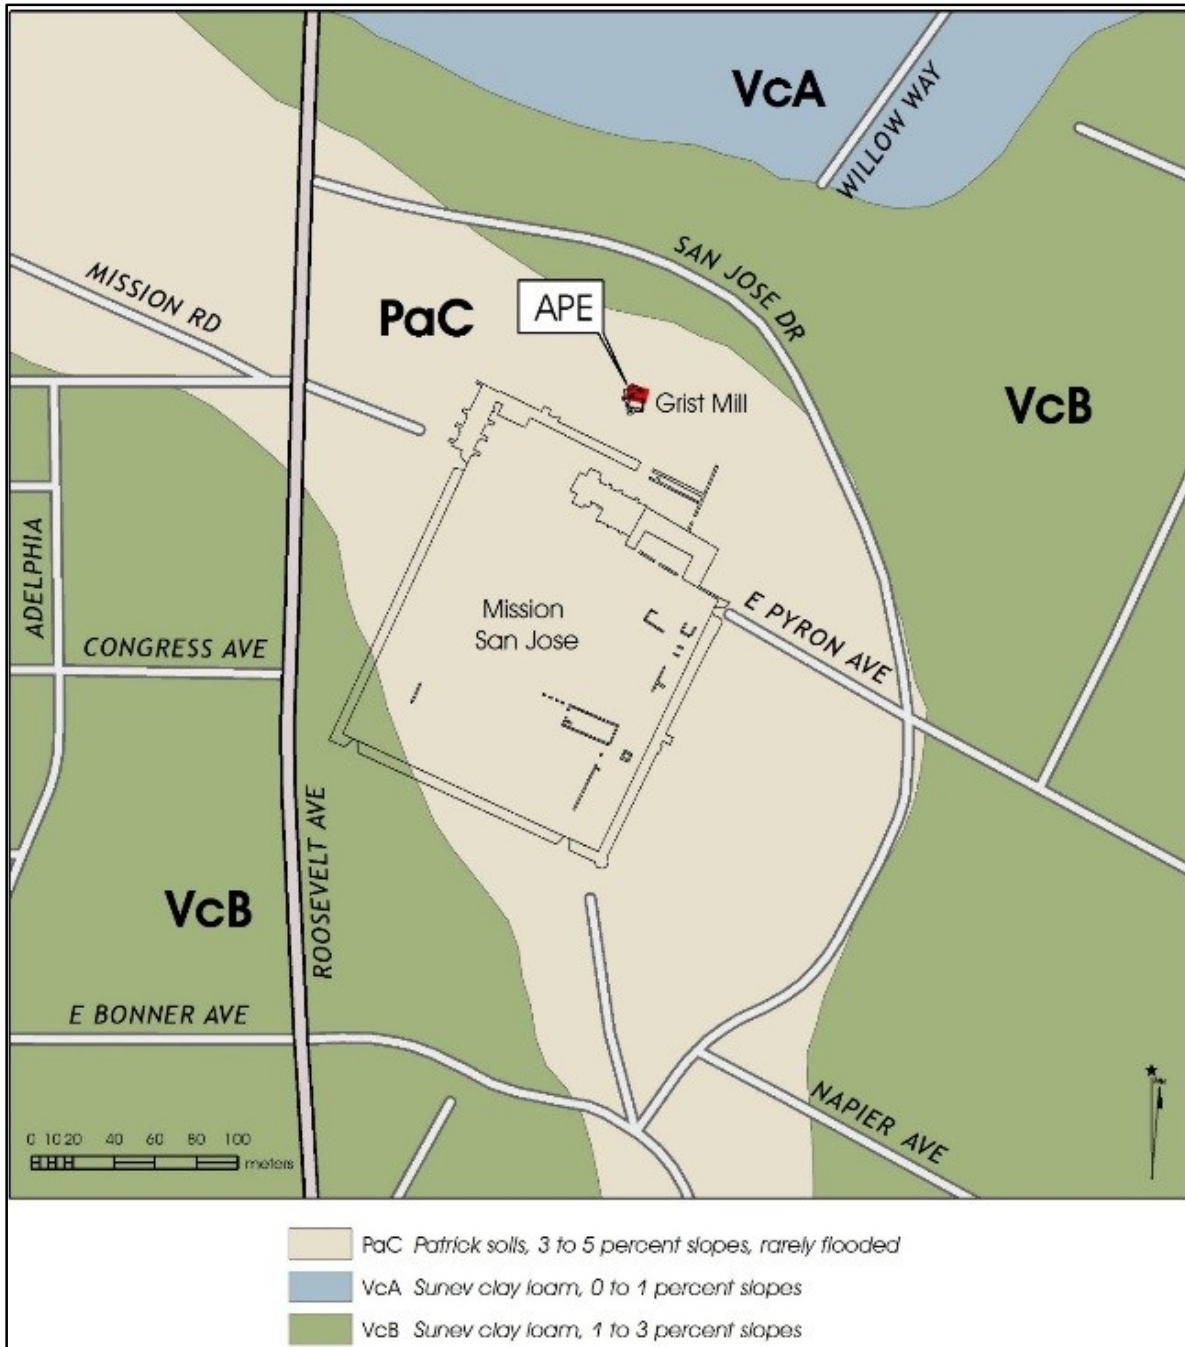 VcA
WILLOW WAY
SAN JOSE DR
MISSION RD
PaC
APE
Grist Mill
VcB
ADELPHIA
CONGRESS AVE
Mission
San Jose
E PYRON AVE
ROOSEVELT AVE
VcB
E BONNER AVE
NAPIER AVE
0 10 20 40 60 80 100
meters
PaC Patrick soils, 3 to 5 percent slopes, rarely flooded
VcA Sunev clay loam, 0 to 1 percent slopes
VcB Sunev clay loam, 1 to 3 percent slopes